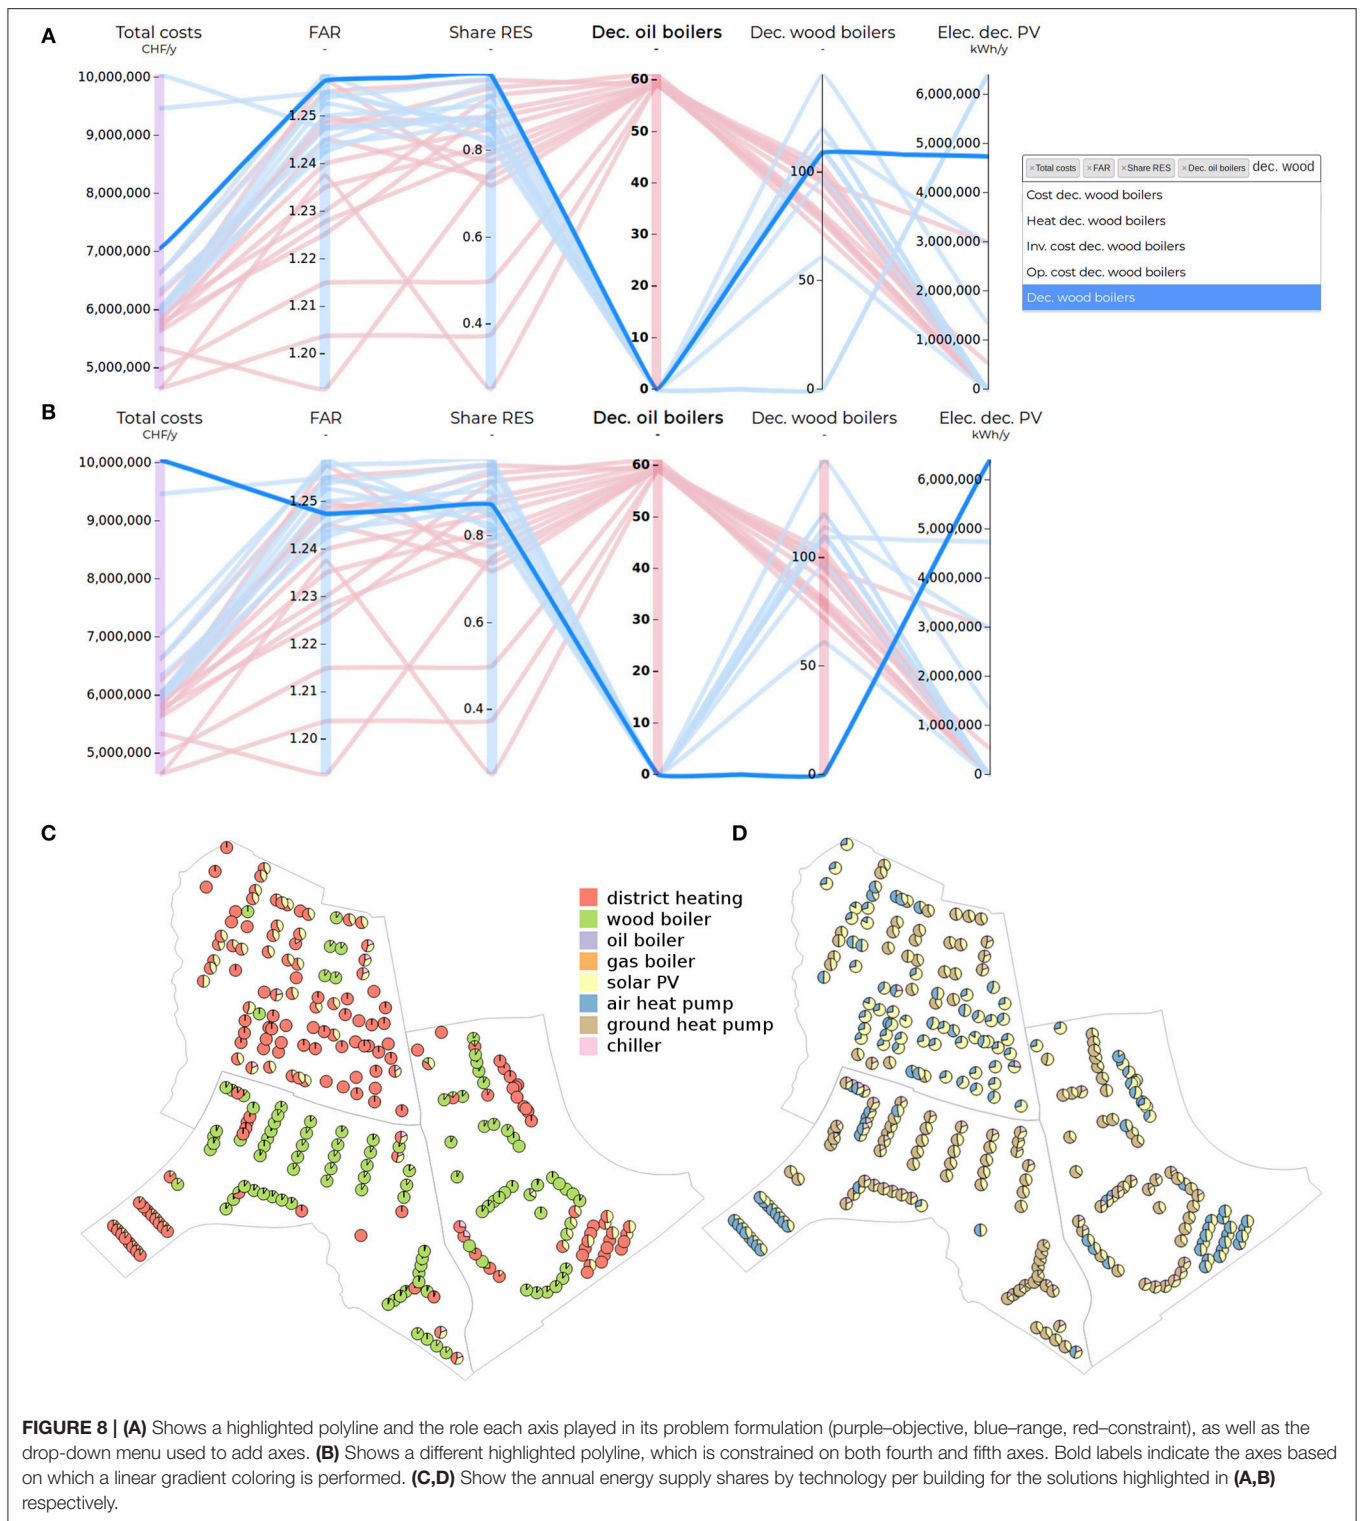 A
Total costs
CHF/y
FAR
-
Share RES
-
Dec. oil boilers
-
Dec. wood boilers
-
Elec. dec. PV
kWh/y
10,000,000
9,000,000
8,000,000
7,000,000
6,000,000
5,000,000
1.25
1.24
1.23
1.22
1.21
1.20
0.8
0.6
0.4
60
50
40
30
20
10
0
100
50
0
6,000,000
5,000,000
4,000,000
3,000,000
2,000,000
1,000,000
0
×Total costs ×FAR ×Share RES ×Dec. oil boilers dec. wood
Cost dec. wood boilers
Heat dec. wood boilers
Inv. cost dec. wood boilers
Op. cost dec. wood boilers
Dec. wood boilers
B
Total costs
CHF/y
FAR
-
Share RES
-
Dec. oil boilers
-
Dec. wood boilers
-
Elec. dec. PV
kWh/y
10,000,000
9,000,000
8,000,000
7,000,000
6,000,000
5,000,000
1.25
1.24
1.23
1.22
1.21
1.20
0.8
0.6
0.4
60
50
40
30
20
10
0
100
50
0
6,000,000
5,000,000
4,000,000
3,000,000
2,000,000
1,000,000
0
C
D
district heating
wood boiler
oil boiler
gas boiler
solar PV
air heat pump
ground heat pump
chiller
FIGURE 8 | (A) Shows a highlighted polyline and the role each axis played in its problem formulation (purple–objective, blue–range, red–constraint), as well as the
drop-down menu used to add axes. (B) Shows a different highlighted polyline, which is constrained on both fourth and fifth axes. Bold labels indicate the axes based
on which a linear gradient coloring is performed. (C,D) Show the annual energy supply shares by technology per building for the solutions highlighted in (A,B)
respectively.